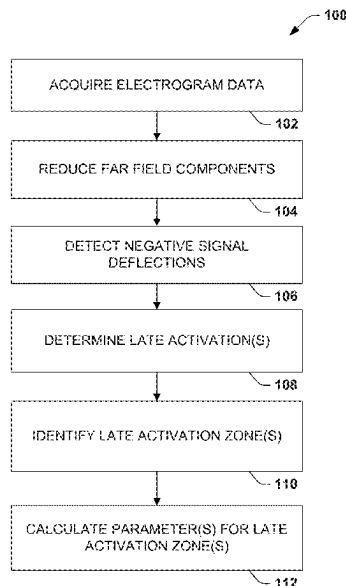 100
ACQUIRE ELECTROGRAM DATA
102
REDUCE FAR FIELD COMPONENTS
104
DETECT NEGATIVE SIGNAL
DEFLECTIONS
106
DETERMINE LATE ACTIVATION(S)
108
IDENTIFY LATE ACTIVATION ZONE(S)
110
CALCULATE PARAMETER(S) FOR LATE
ACTIVATION ZONE(S)
112